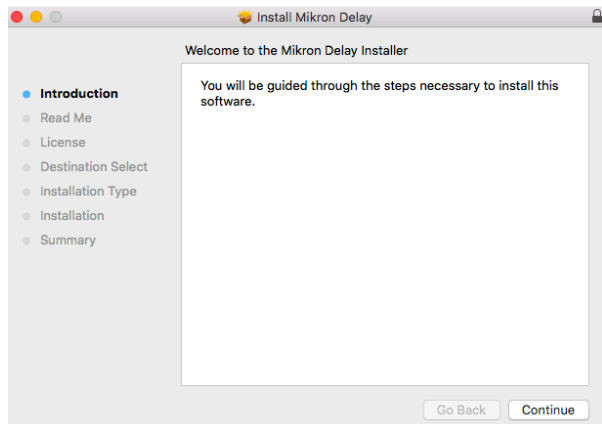 Install Mikron Delay
Welcome to the Mikron Delay Installer
Introduction
Read Me
License
Destination Select
Installation Type
Installation
Summary
You will be guided through the steps necessary to install this
software.
Go Back
Continue